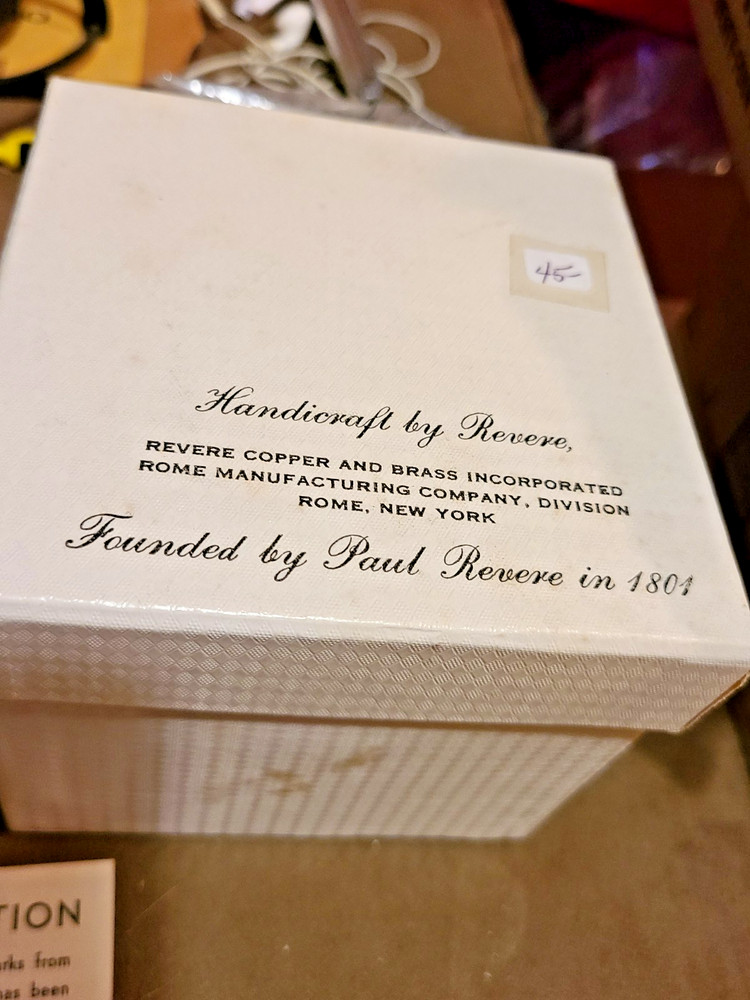 45-
Handicraft by Revere,
REVERE COPPER AND BRASS INCORPORATED
ROME MANUFACTURING COMPANY, DIVISION
ROME, NEW YORK
Founded by Paul Revere in 1801
TION
rks from
has been